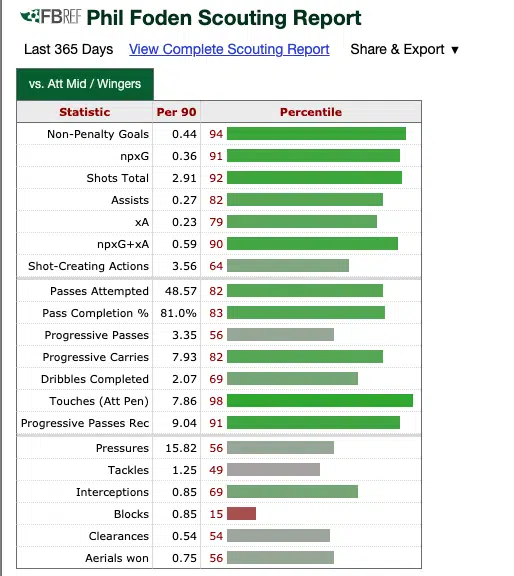 FBREF Phil Foden Scouting Report
Last 365 Days View Complete Scouting Report Share & Export ▼
vs. Att Mid / Wingers
Statistic Per 90 Percentile
Non-Penalty Goals 0.44 94
npxG 0.36 91
Shots Total 2.91 92
Assists 0.27 82
xA 0.23 79
npxG+xA 0.59 90
Shot-Creating Actions 3.56 64
Passes Attempted 48.57 82
Pass Completion % 81.0% 83
Progressive Passes 3.35 56
Progressive Carries 7.93 82
Dribbles Completed 2.07 69
Touches (Att Pen) 7.86 98
Progressive Passes Rec 9.04 91
Pressures 15.82 56
Tackles 1.25 49
Interceptions 0.85 69
Blocks 0.85 15
Clearances 0.54 54
Aerials won 0.75 56